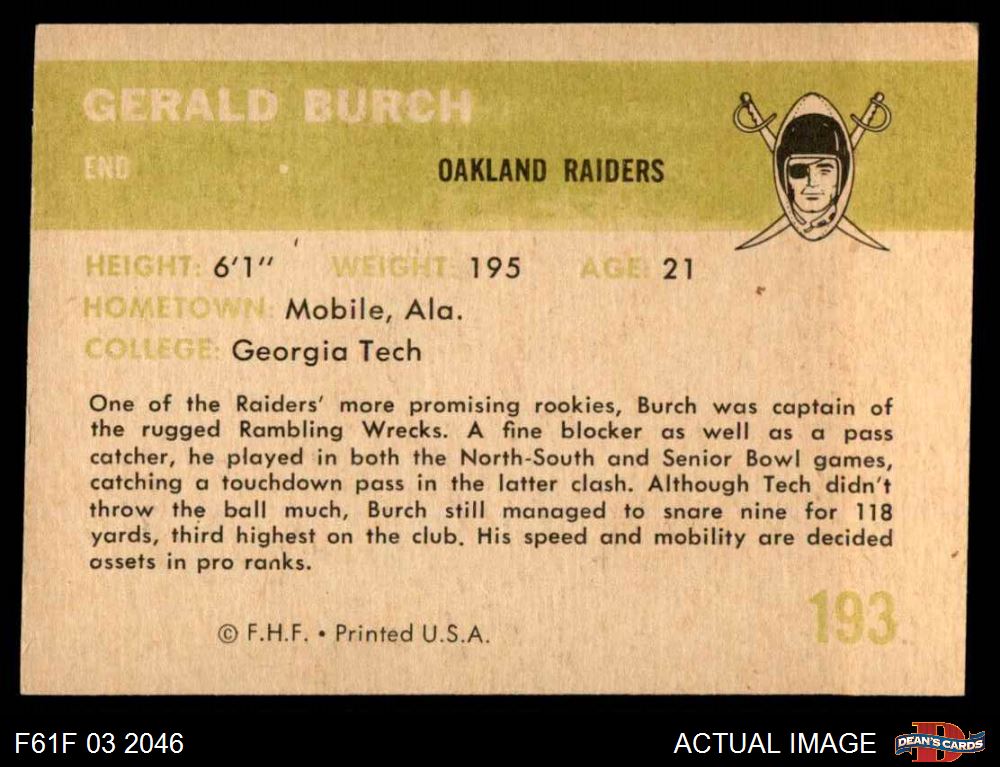 GERALD BURCH
END OAKLAND RAIDERS
HEIGHT: 6'1" WEIGHT: 195 AGE: 21
HOMETOWN: Mobile, Ala.
COLLEGE: Georgia Tech
One of the Raiders' more promising rookies, Burch was captain of
the rugged Rambling Wrecks. A fine blocker as well as a pass
catcher, he played in both the North-South and Senior Bowl games,
catching a touchdown pass in the latter clash. Although Tech didn't
throw the ball much, Burch still managed to snare nine for 118
yards, third highest on the club. His speed and mobility are decided
assets in pro ranks.
193
© F.H.F. • Printed U.S.A.
F61F 03 2046 ACTUAL IMAGE D DEAN'S CARDS